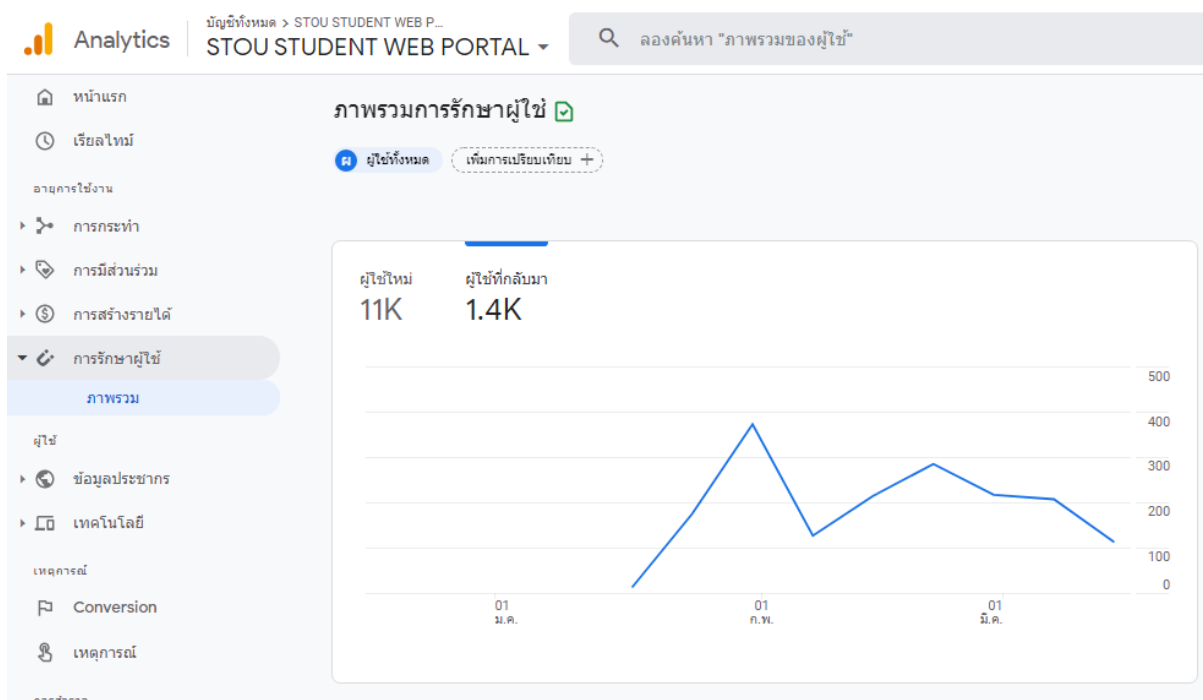 Analytics
บัญชีทั้งหมด > STOU STUDENT WEB P...
STOU STUDENT WEB PORTAL
ลองค้นหา "ภาพรวมของผู้ใช้"
หน้าแรก
เรียลไทม์
อายุการใช้งาน
การกระทำ
การมีส่วนร่วม
การสร้างรายได้
การรักษาผู้ใช้
ภาพรวม
ผู้ใช้
ข้อมูลประชากร
เทคโนโลยี
เหตุการณ์
Conversion
เหตุการณ์
ภาพรวมการรักษาผู้ใช้
ผ ผู้ใช้ทั้งหมด เพิ่มการเปรียบเทียบ +
ผู้ใช้ใหม่ ผู้ใช้ที่กลับมา
11K 1.4K
500
400
300
200
100
0
01 01 01
ม.ค. ก.พ. มี.ค.